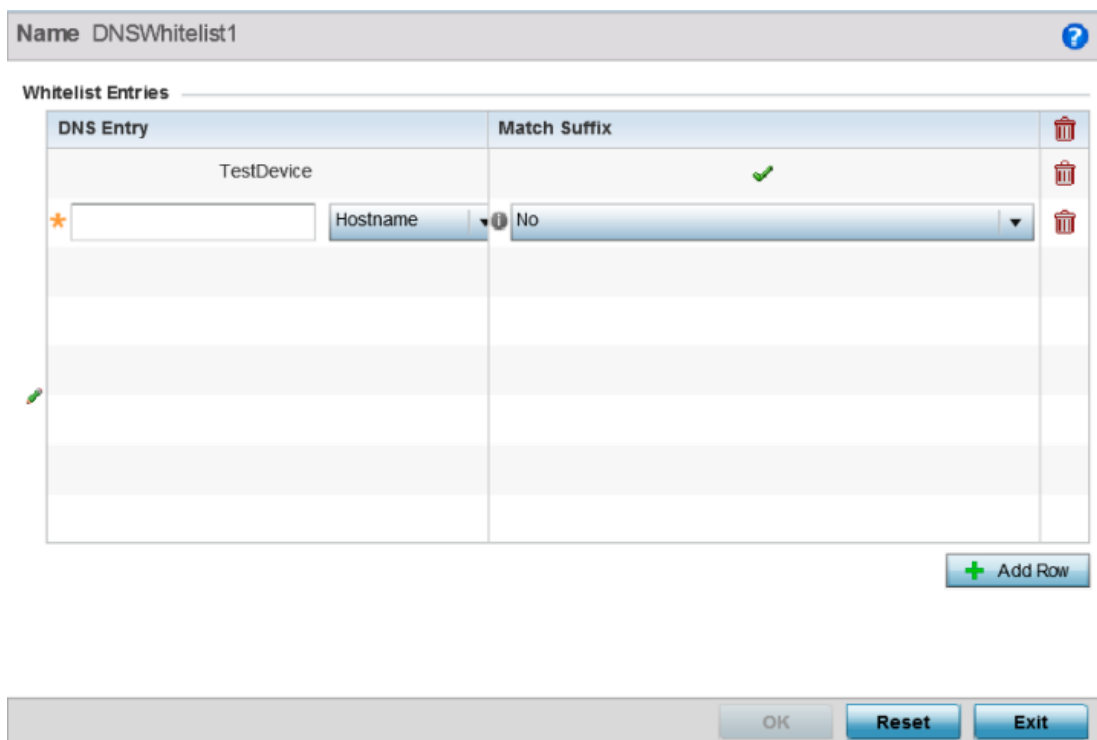 Name DNSWhitelist1
Whitelist Entries
DNS Entry Match Suffix
TestDevice
Hostname No
Add Row
OK Reset Exit